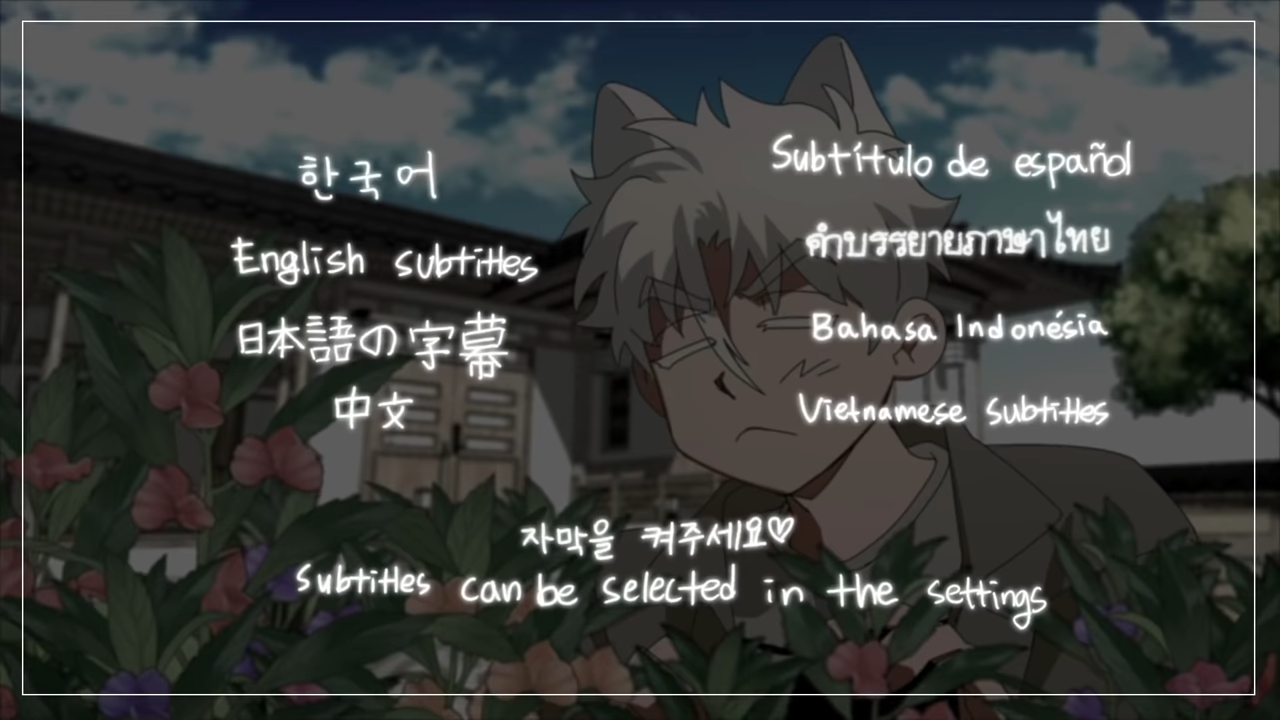 한국어
English subtitles
日本語の字幕
中文
Subtítulo de español
คำบรรยายภาษาไทย
Bahasa Indonésia
Vietnamese subtitles
자막을 켜주세요♡
Subtitles can be selected in the settings